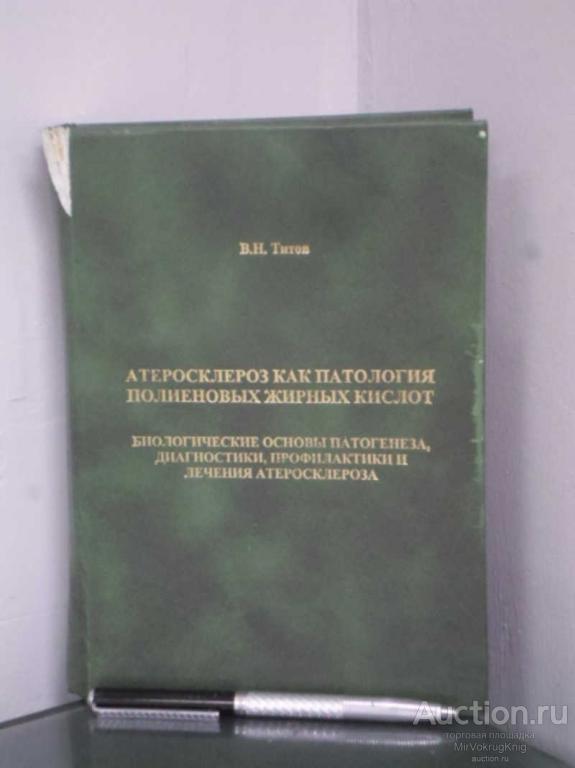 В.Н. Титов
АТЕРОСКЛЕРОЗ КАК ПАТОЛОГИЯ
ПОЛИЕНОВЫХ ЖИРНЫХ КИСЛОТ
БИОЛОГИЧЕСКИЕ ОСНОВЫ ПАТОГЕНЕЗА,
ДИАГНОСТИКИ, ПРОФИЛАКТИКИ И
ЛЕЧЕНИЯ АТЕРОСКЛЕРОЗА
Auction.ru
торговая площадка
MirVokrugKnig
auction.ru